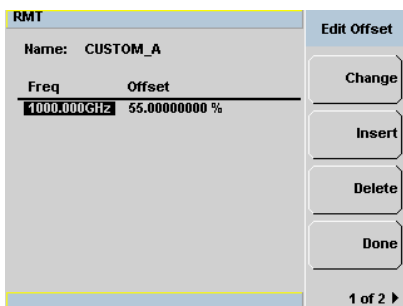 RMT
Name: CUSTOM_A
Freq Offset
1000.000GHz 55.00000000 %
Edit Offset
Change
Insert
Delete
Done
1 of 2